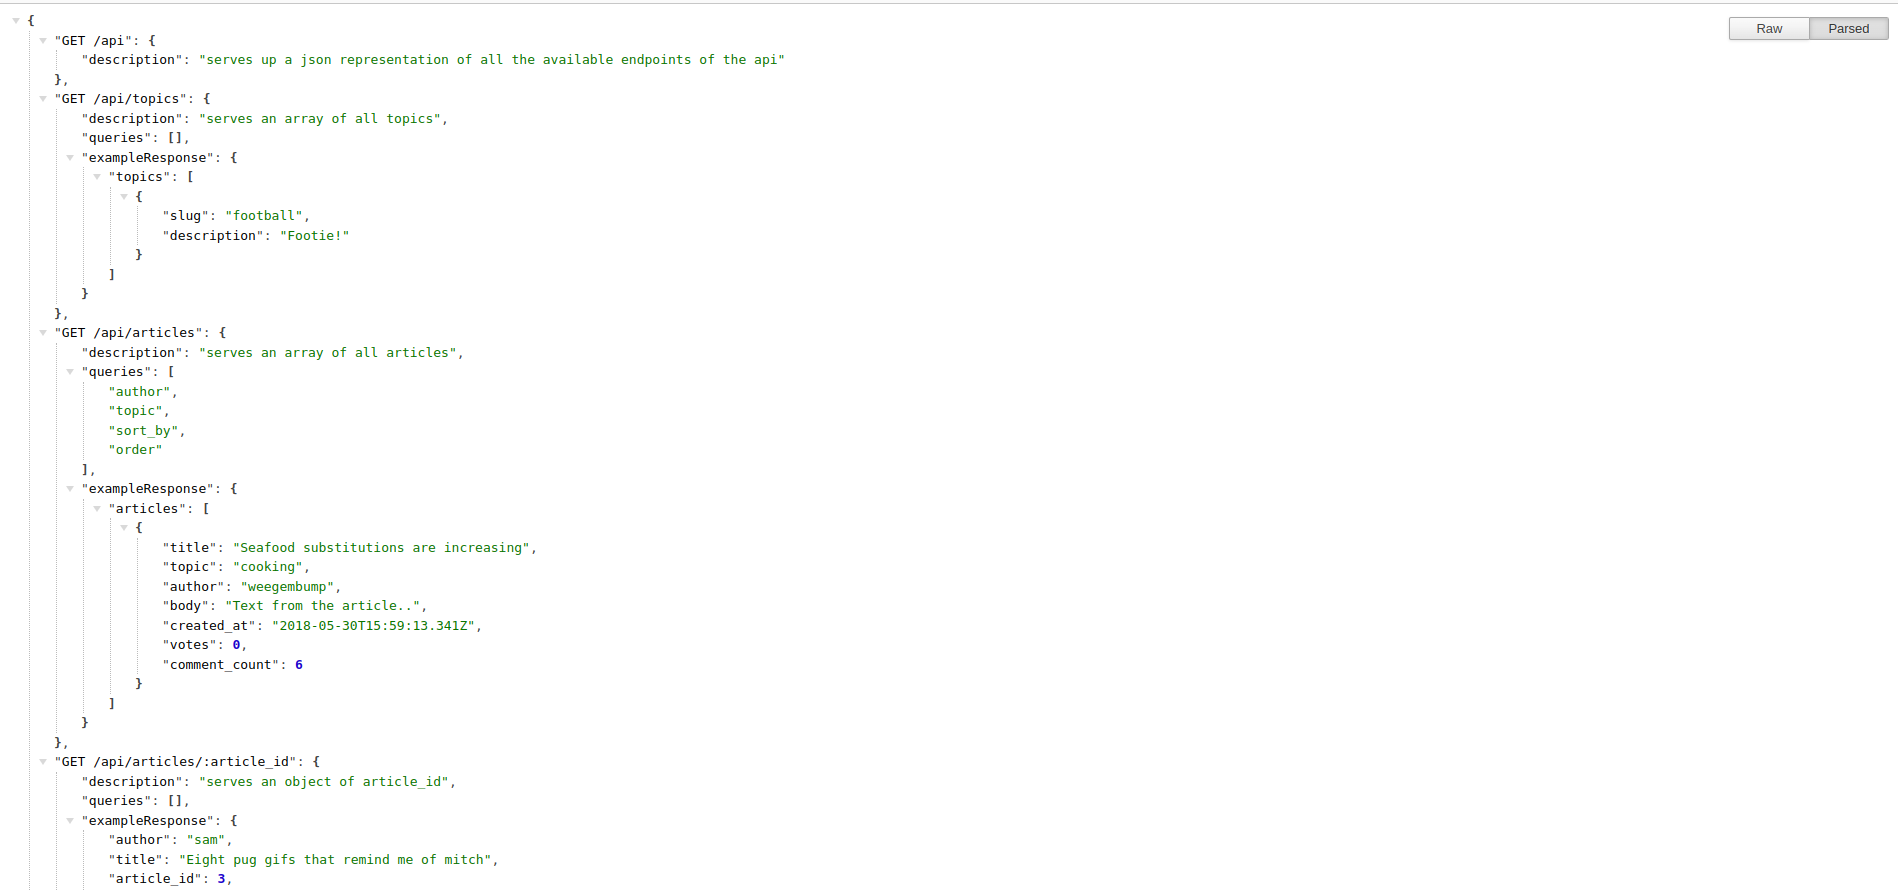 {
Raw Parsed
"GET /api": {
"description": "serves up a json representation of all the available endpoints of the api"
},
"GET /api/topics": {
"description": "serves an array of all topics",
"queries": [],
"exampleResponse": {
"topics": [
{
"slug": "football",
"description": "Footie!"
}
]
}
},
"GET /api/articles": {
"description": "serves an array of all articles",
"queries": [
"author",
"topic",
"sort_by",
"order"
],
"exampleResponse": {
"articles": [
{
"title": "Seafood substitutions are increasing",
"topic": "cooking",
"author": "weegembump",
"body": "Text from the article..",
"created_at": "2018-05-30T15:59:13.341Z",
"votes": 0,
"comment_count": 6
}
]
}
},
"GET /api/articles/:article_id": {
"description": "serves an object of article_id",
"queries": [],
"exampleResponse": {
"author": "sam",
"title": "Eight pug gifs that remind me of mitch",
"article_id": 3,